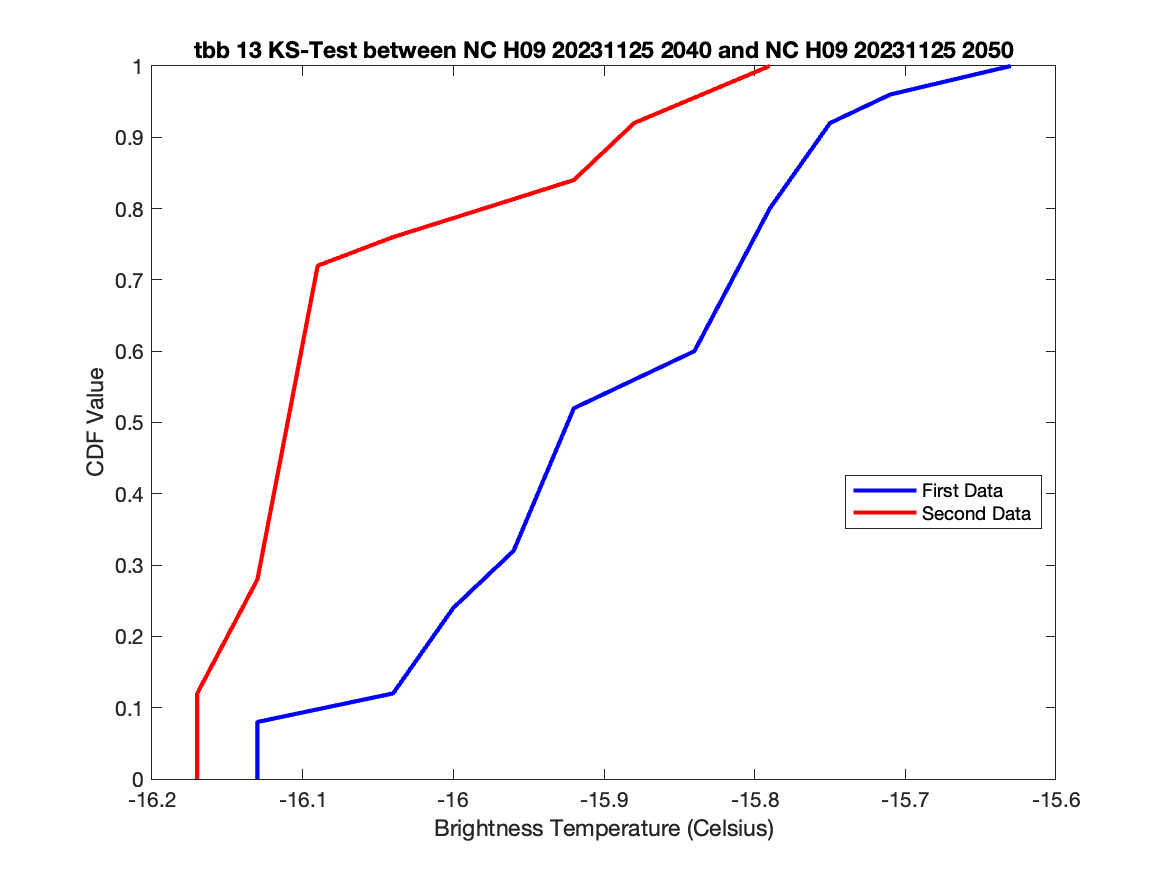 tbb 13 KS-Test between NC H09 20231125 2040 and NC H09 20231125 2050
1
0.9
0.8
0.7
0.6
0.5
0.4
0.3
0.2
0.1
0
CDF Value
First Data
Second Data
-16.2 -16.1 -16 -15.9 -15.8 -15.7 -15.6
Brightness Temperature (Celsius)